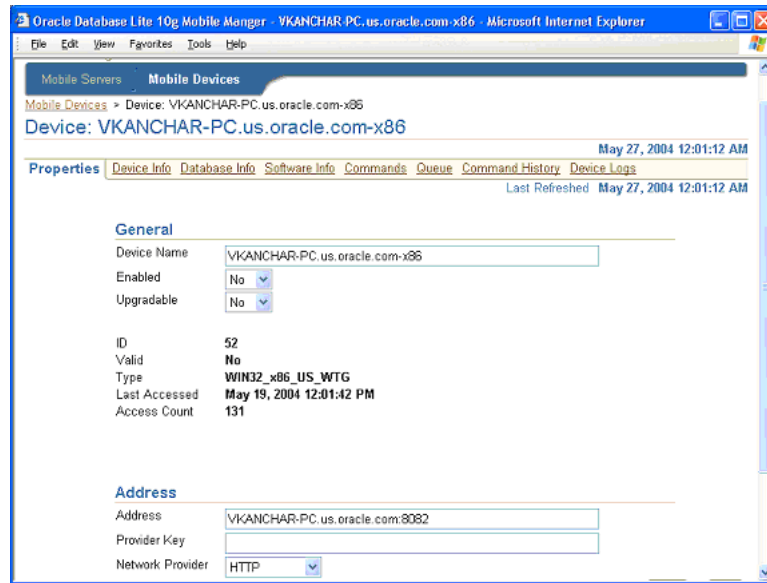 Oracle Database Lite 10g Mobile Manger - VKANCHAR-PC.us.oracle.com-x86 - Microsoft Internet Explorer
File Edit View Favorites Tools Help
Mobile Servers Mobile Devices
Mobile Devices > Device: VKANCHAR-PC.us.oracle.com-x86
Device: VKANCHAR-PC.us.oracle.com-x86
May 27, 2004 12:01:12 AM
Properties Device Info Database Info Software Info Commands Queue Command History Device Logs
Last Refreshed May 27, 2004 12:01:12 AM
General
Device Name VKANCHAR-PC.us.oracle.com-x86
Enabled No
Upgradable No
ID 52
Valid No
Type WIN32_x86_US_WTG
Last Accessed May 19, 2004 12:01:42 PM
Access Count 131
Address
Address VKANCHAR-PC.us.oracle.com:8082
Provider Key
Network Provider HTTP